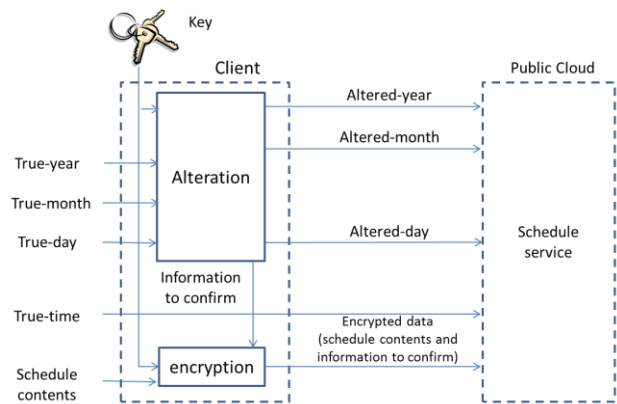 Key
Client
Public Cloud
Altered-year
Altered-month
True-year
Alteration
True-month
True-day
Altered-day
Schedule
service
Information
to confirm
True-time
Encrypted data
(schedule contents and
information to confirm)
encryption
Schedule
contents